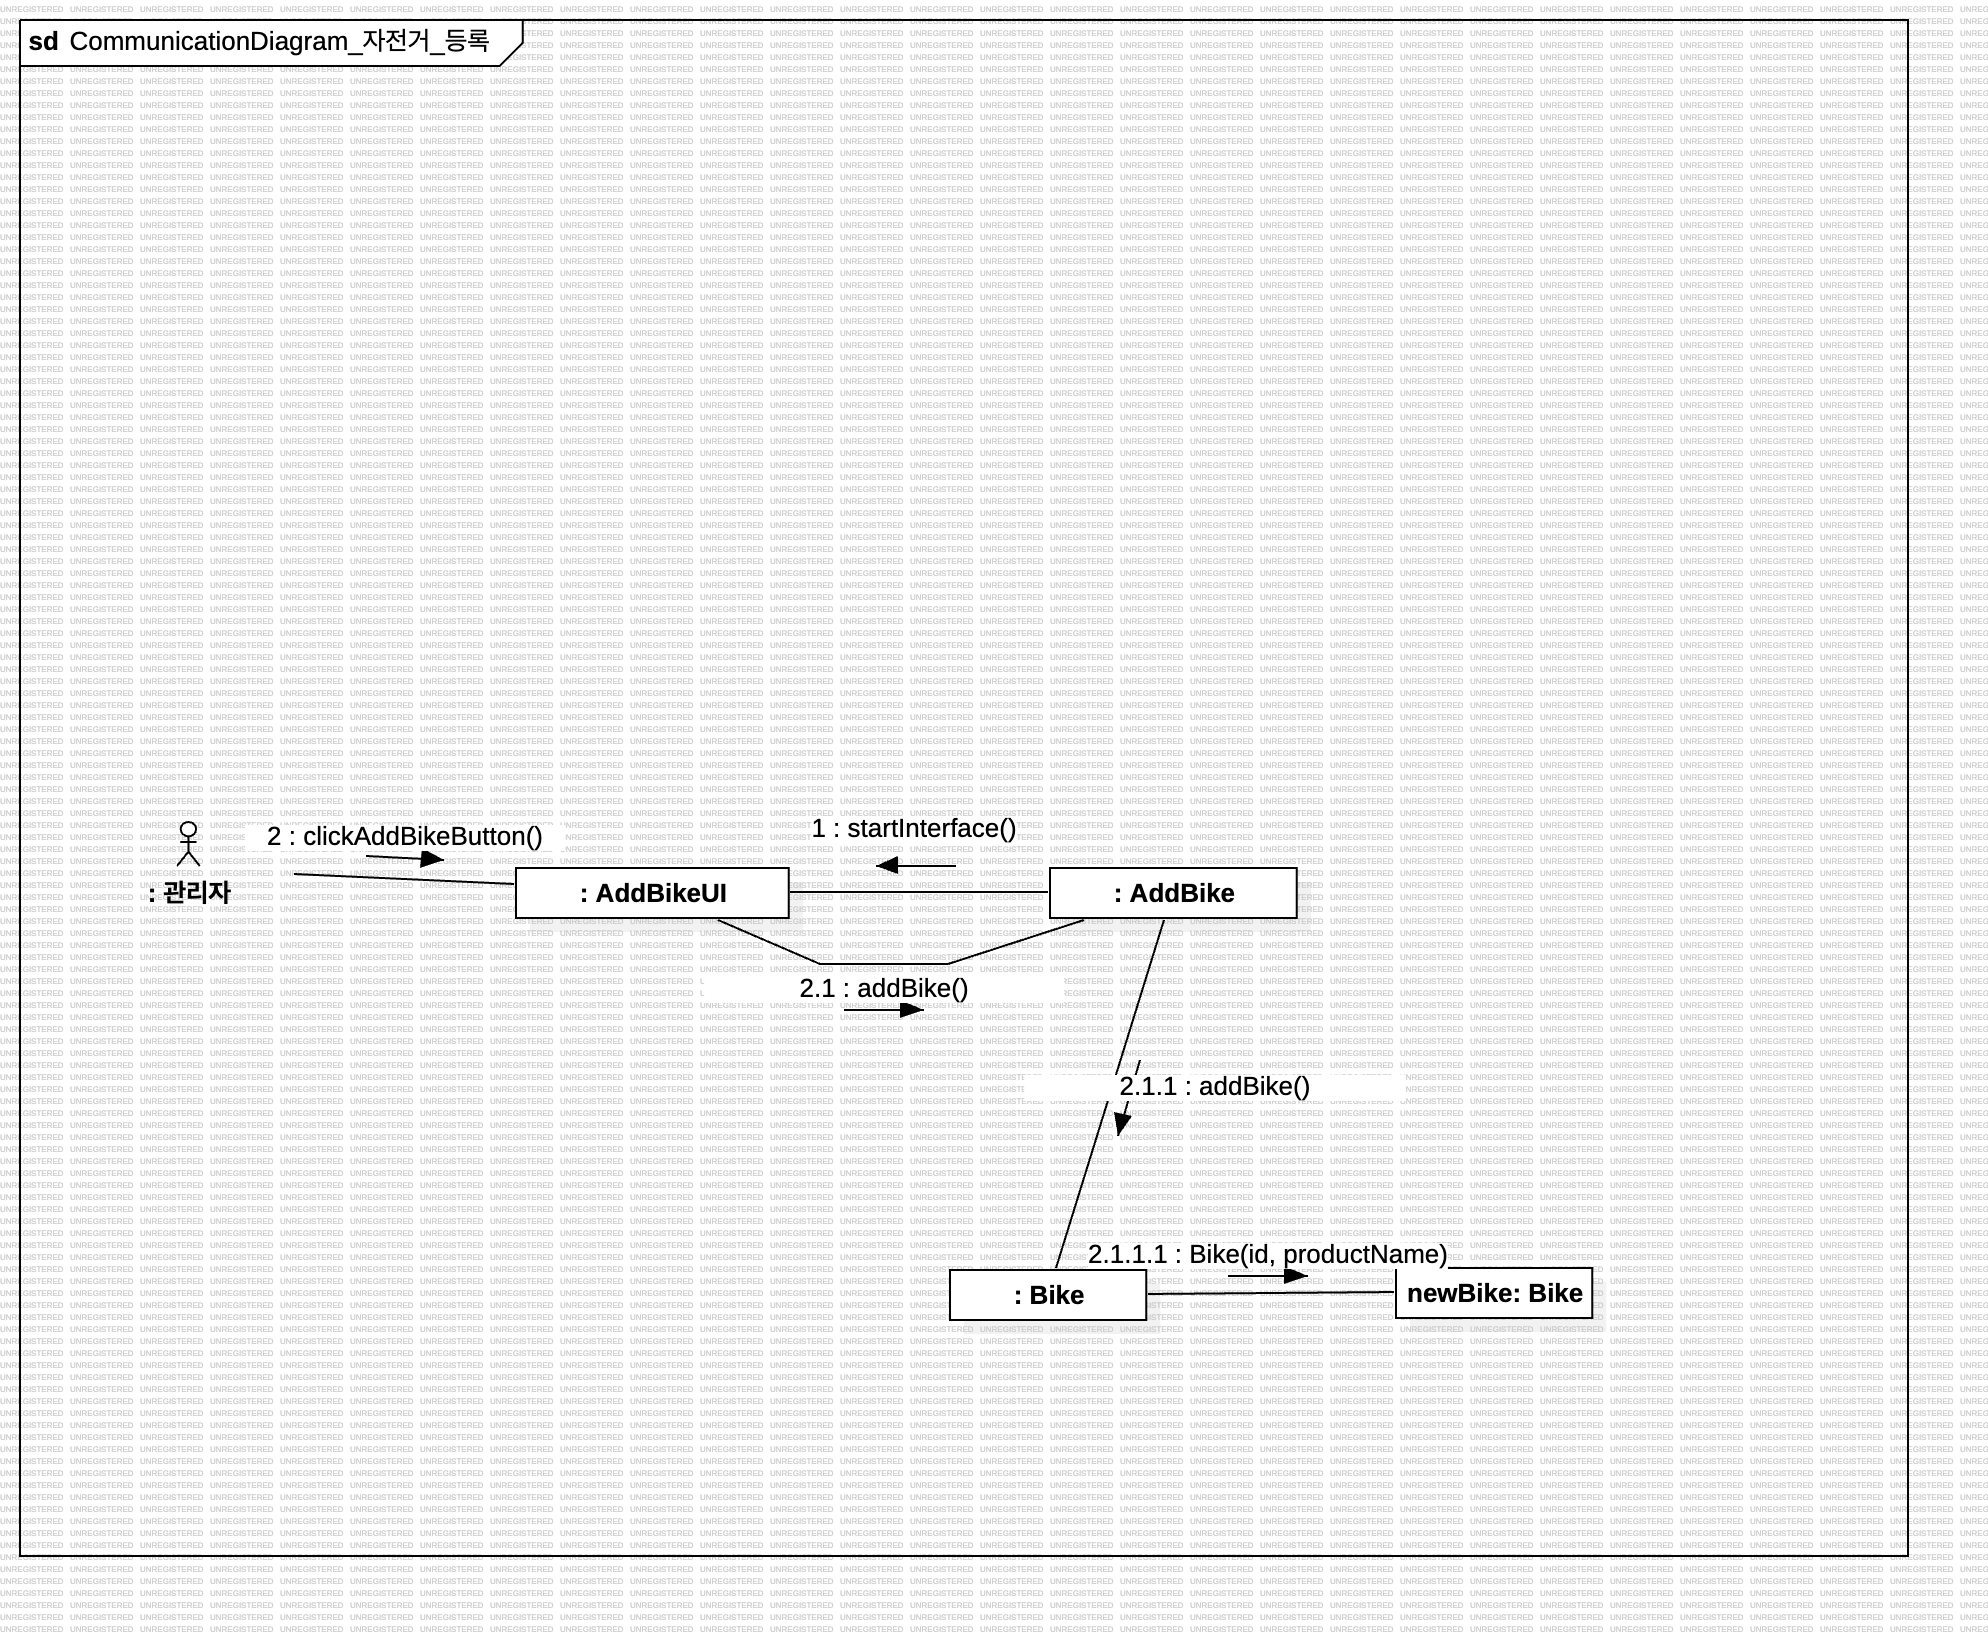 sd CommunicationDiagram_자전거_등록
1 : startInterface()
2 : clickAddBikeButton()
: 관리자
: AddBikeUI
: AddBike
2.1 : addBike()
2.1.1 : addBike()
2.1.1.1 : Bike(id, productName)
: Bike
newBike: Bike
UNREGISTERED